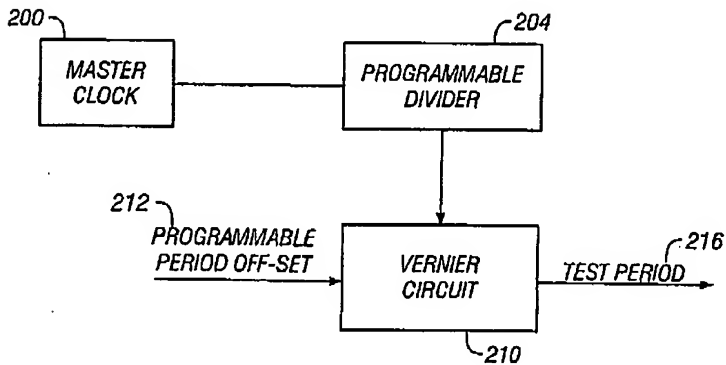 200
204
MASTER
CLOCK
PROGRAMMABLE
DIVIDER
212
PROGRAMMABLE
PERIOD OFF-SET
VERNIER
CIRCUIT
216
TEST PERIOD
210